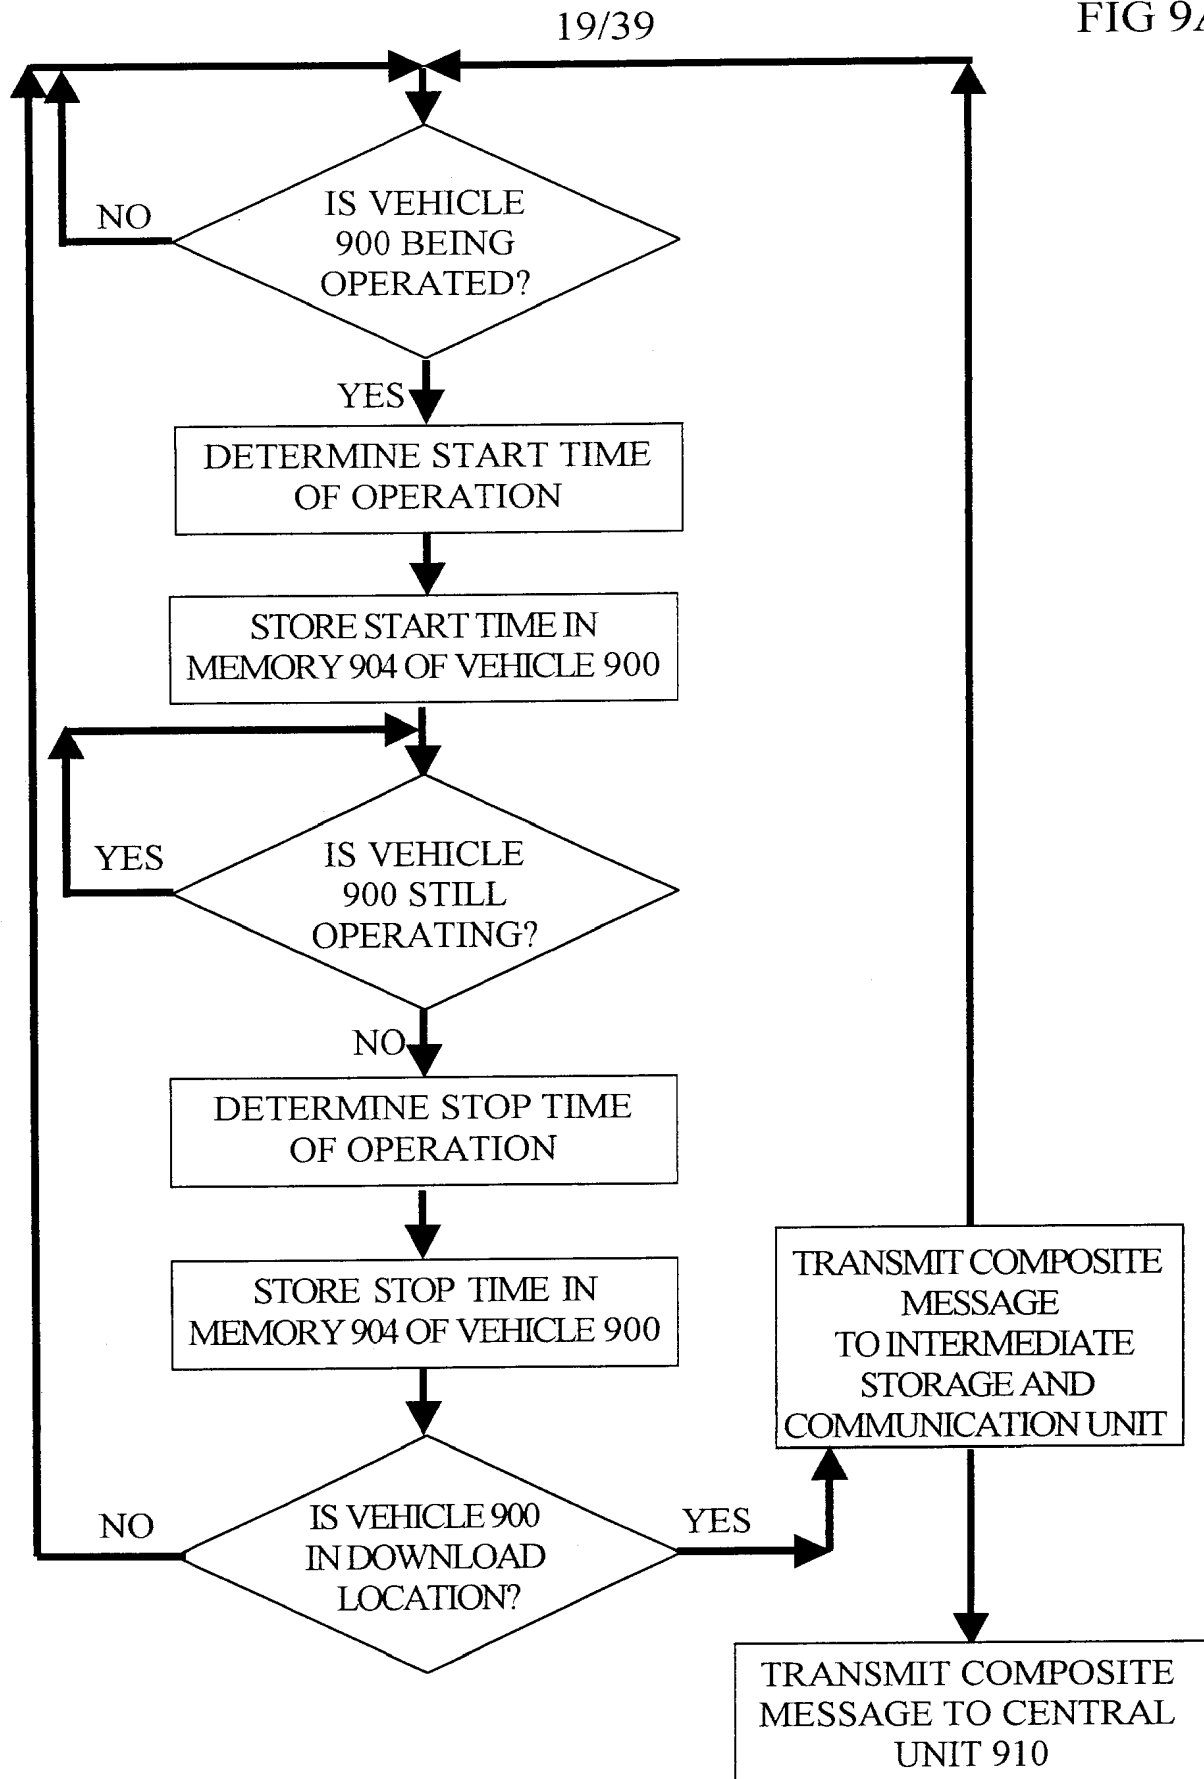 19/39
FIG 9A
IS VEHICLE
900 BEING
OPERATED?
NO
YES
DETERMINE START TIME
OF OPERATION
STORE START TIME IN
MEMORY 904 OF VEHICLE 900
IS VEHICLE
900 STILL
OPERATING?
YES
NO
DETERMINE STOP TIME
OF OPERATION
STORE STOP TIME IN
MEMORY 904 OF VEHICLE 900
IS VEHICLE 900
IN DOWNLOAD
LOCATION?
NO
YES
TRANSMIT COMPOSITE
MESSAGE
TO INTERMEDIATE
STORAGE AND
COMMUNICATION UNIT
TRANSMIT COMPOSITE
MESSAGE TO CENTRAL
UNIT 910